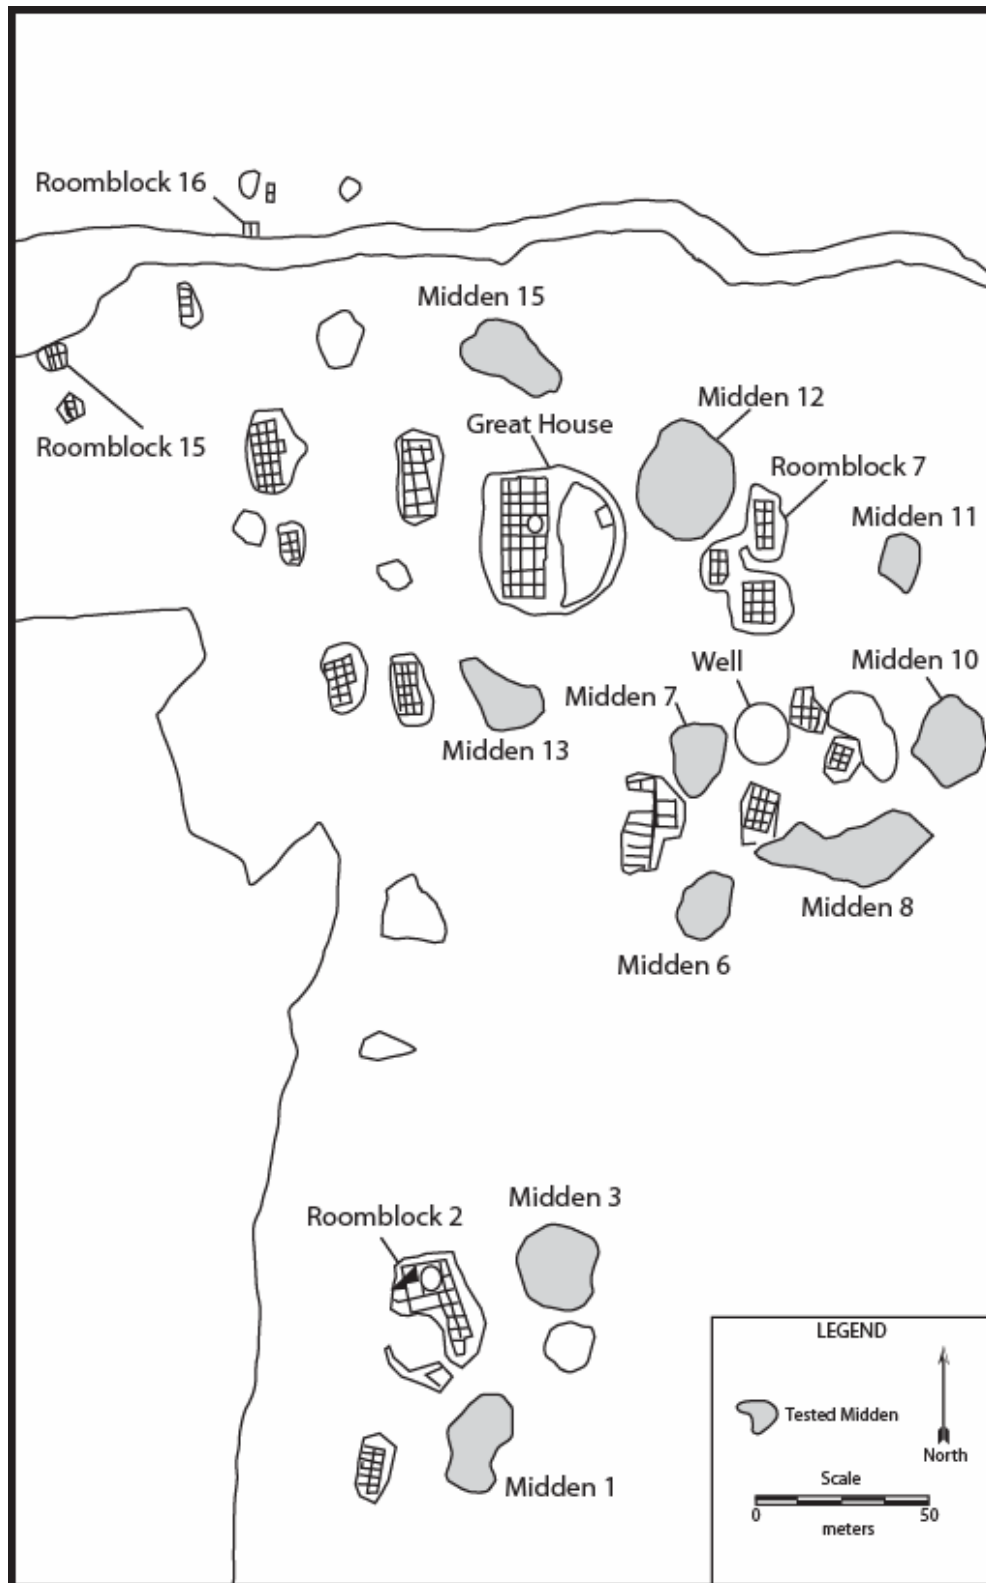 Roomblock 16
Midden 15
Midden 12
Great House
Roomblock 15
Roomblock 7
Midden 11
Well
Midden 10
Midden 7
Midden 13
Midden 8
Midden 6
Midden 3
Roomblock 2
LEGEND
Tested Midden
North
Scale
Midden 1
0
50
meters